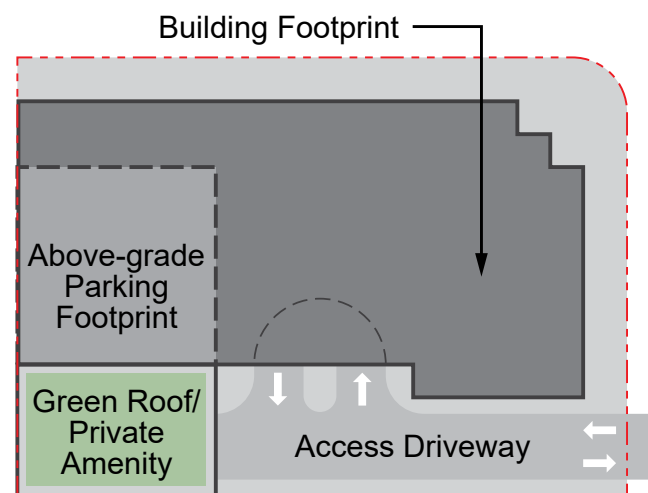 Building Footprint
Above-grade
Parking
Footprint
Green Roof/
Private
Amenity
Access Driveway